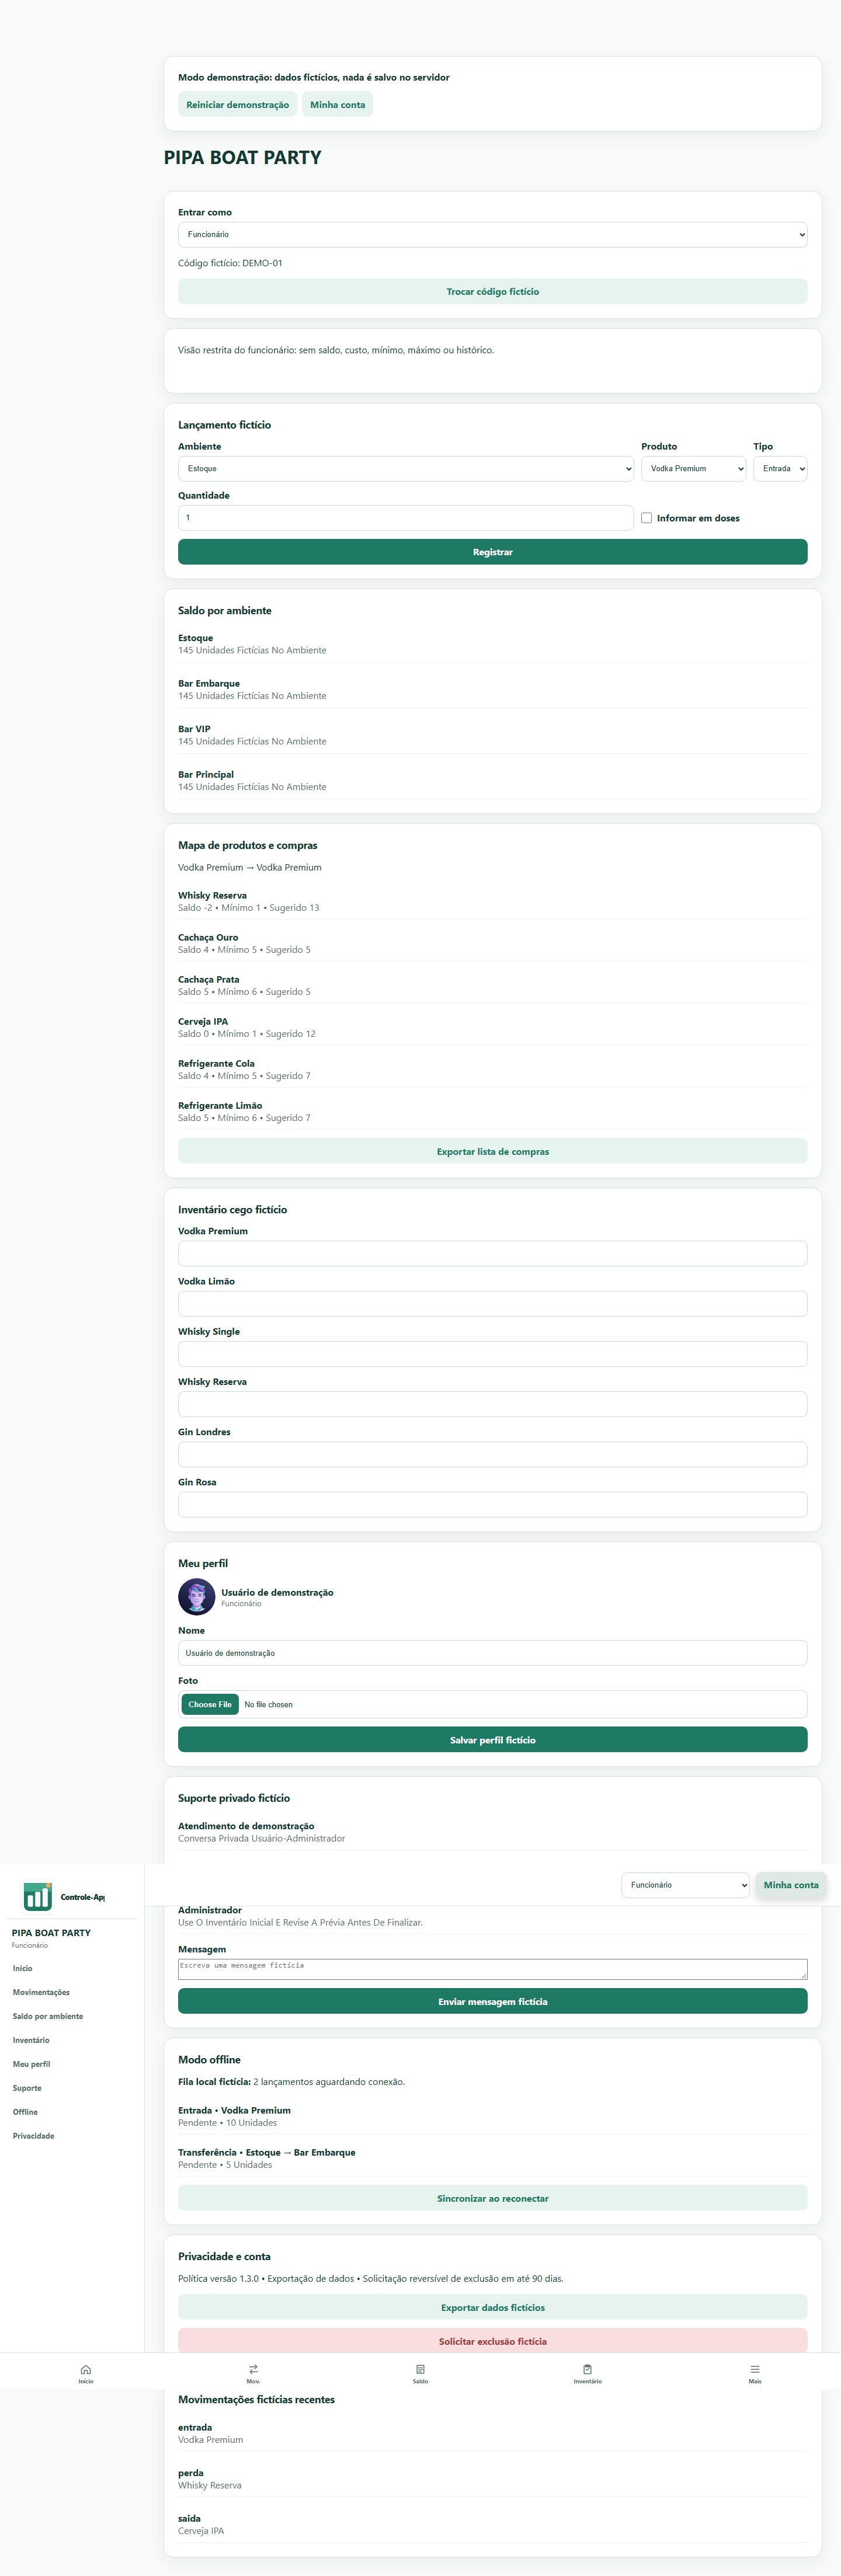 Modo demonstração: dados fictícios, nada é salvo no servidor
Reiniciar demonstração
Minha conta
PIPA BOAT PARTY
Entrar como
Funcionário
Código fictício: DEMO-01
Trocar código fictício
Visão restrita do funcionário: sem saldo, custo, mínimo, máximo ou histórico.
Lançamento fictício
Ambiente
Produto
Tipo
Estoque
Vodka Premium
Entrada
Quantidade
1
Informar em doses
Registrar
Saldo por ambiente
Estoque
145 Unidades Fictícias No Ambiente
Bar Embarque
145 Unidades Fictícias No Ambiente
Bar VIP
145 Unidades Fictícias No Ambiente
Bar Principal
145 Unidades Fictícias No Ambiente
Mapa de produtos e compras
Vodka Premium → Vodka Premium
Whisky Reserva
Saldo -2 • Mínimo 1 • Sugerido 13
Cachaça Ouro
Saldo 4 • Mínimo 5 • Sugerido 5
Cachaça Prata
Saldo 5 • Mínimo 6 • Sugerido 5
Cerveja IPA
Saldo 0 • Mínimo 1 • Sugerido 12
Refrigerante Cola
Saldo 4 • Mínimo 5 • Sugerido 7
Refrigerante Limão
Saldo 5 • Mínimo 6 • Sugerido 7
Exportar lista de compras
Inventário cego fictício
Vodka Premium
Vodka Limão
Whisky Single
Whisky Reserva
Gin Londres
Gin Rosa
Meu perfil
Usuário de demonstração
Funcionário
Nome
Usuário de demonstração
Foto
Choose File
No file chosen
Salvar perfil fictício
Suporte privado fictício
Atendimento de demonstração
Conversa Privada Usuário-Administrador
Controle-Ap
Funcionário
Minha conta
PIPA BOAT PARTY
Funcionário
Início
Movimentações
Saldo por ambiente
Inventário
Meu perfil
Suporte
Offline
Privacidade
Administrador
Use O Inventário Inicial E Revise A Prévia Antes De Finalizar.
Mensagem
Escreva uma mensagem fictícia
Enviar mensagem fictícia
Modo offline
Fila local fictícia: 2 lançamentos aguardando conexão.
Entrada • Vodka Premium
Pendente • 10 Unidades
Transferência • Estoque → Bar Embarque
Pendente • 5 Unidades
Sincronizar ao reconectar
Privacidade e conta
Política versão 1.3.0 • Exportação de dados • Solicitação reversível de exclusão em até 90 dias.
Exportar dados fictícios
Solicitar exclusão fictícia
Início
Mov.
Saldo
Inventário
Mais
Movimentações fictícias recentes
entrada
Vodka Premium
perda
Whisky Reserva
saida
Cerveja IPA